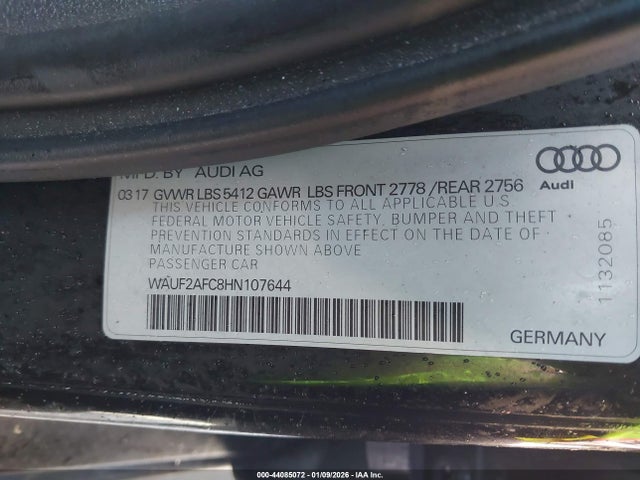 MFD. BY AUDI AG
03 17 GVWR LBS 5412 GAWR LBS FRONT 2778 /REAR 2756
THIS VEHICLE CONFORMS TO ALL APPLICABLE U S
FEDERAL MOTOR VEHICLE SAFETY, BUMPER AND THEFT
PREVENTION STANDARDS IN EFFECT ON THE DATE OF
MANUFACTURE SHOWN ABOVE
PASSENGER CAR
WAUF2AFC8HN107644
Audi
1132085
GERMANY
000-44085072 - 01/09/2026 - IAAI.com